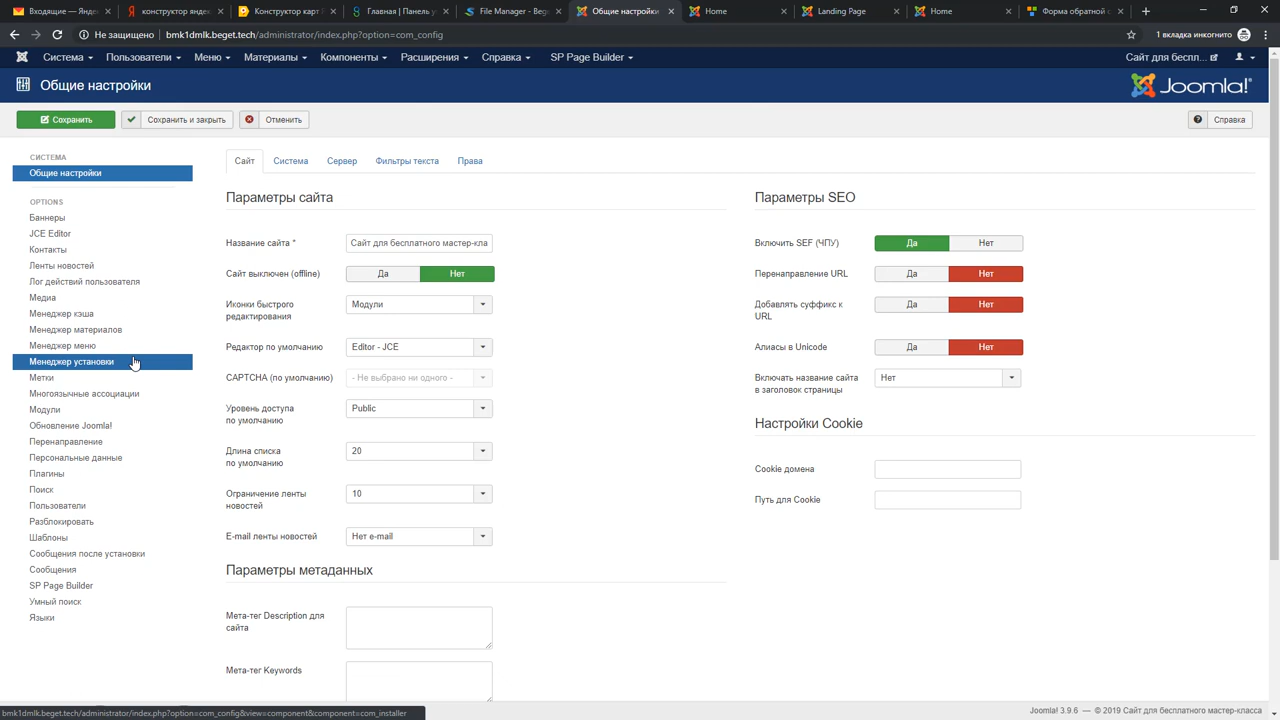 Входящие — Яндекс
конструктор яндекс
Конструктор карт
Главная | Панель у
File Manager - Beg
Общие настройки
Home
Landing Page
Home
Форма обратной с
Не защищено
bmk1dmlk.beget.tech/administrator/index.php?option=com_config
1 вкладка инкогнито
Система
Пользователи
Меню
Материалы
Компоненты
Расширения
Справка
SP Page Builder
Сайт для беспл...
Общие настройки
Joomla!®
Сохранить
Сохранить и закрыть
Отменить
Справка
СИСТЕМА
Общие настройки
OPTIONS
Баннеры
JCE Editor
Контакты
Ленты новостей
Лог действий пользователя
Медиа
Менеджер кэша
Менеджер материалов
Менеджер меню
Менеджер установки
Метки
Многоязычные ассоциации
Модули
Обновление Joomla!
Перенаправление
Персональные данные
Плагины
Поиск
Пользователи
Разблокировать
Шаблоны
Сообщения после установки
Сообщения
SP Page Builder
Умный поиск
Языки
Сайт
Система
Сервер
Фильтры текста
Права
Параметры сайта
Название сайта *
Сайт для бесплатного мастер-кла
Сайт выключен (offline)
Да
Нет
Иконки быстрого
редактирования
Модули
Редактор по умолчанию
Editor - JCE
CAPTCHA (по умолчанию)
- Не выбрано ни одного -
Уровень доступа
по умолчанию
Public
Длина списка
по умолчанию
20
Ограничение ленты
новостей
10
E-mail ленты новостей
Нет e-mail
Параметры метаданных
Мета-тег Description для
сайта
Мета-тег Keywords
Параметры SEO
Включить SEF (ЧПУ)
Да
Нет
Перенаправление URL
Да
Нет
Добавлять суффикс к
URL
Да
Нет
Алиасы в Unicode
Да
Нет
Включать название сайта
в заголовок страницы
Нет
Настройки Cookie
Cookie домена
Путь для Cookie
bmk1dmlk.beget.tech/administrator/index.php?option=com_config&view=component&component=com_installer
Joomla! 3.9.6 — © 2019 Сайт для бесплатного мастер-класса